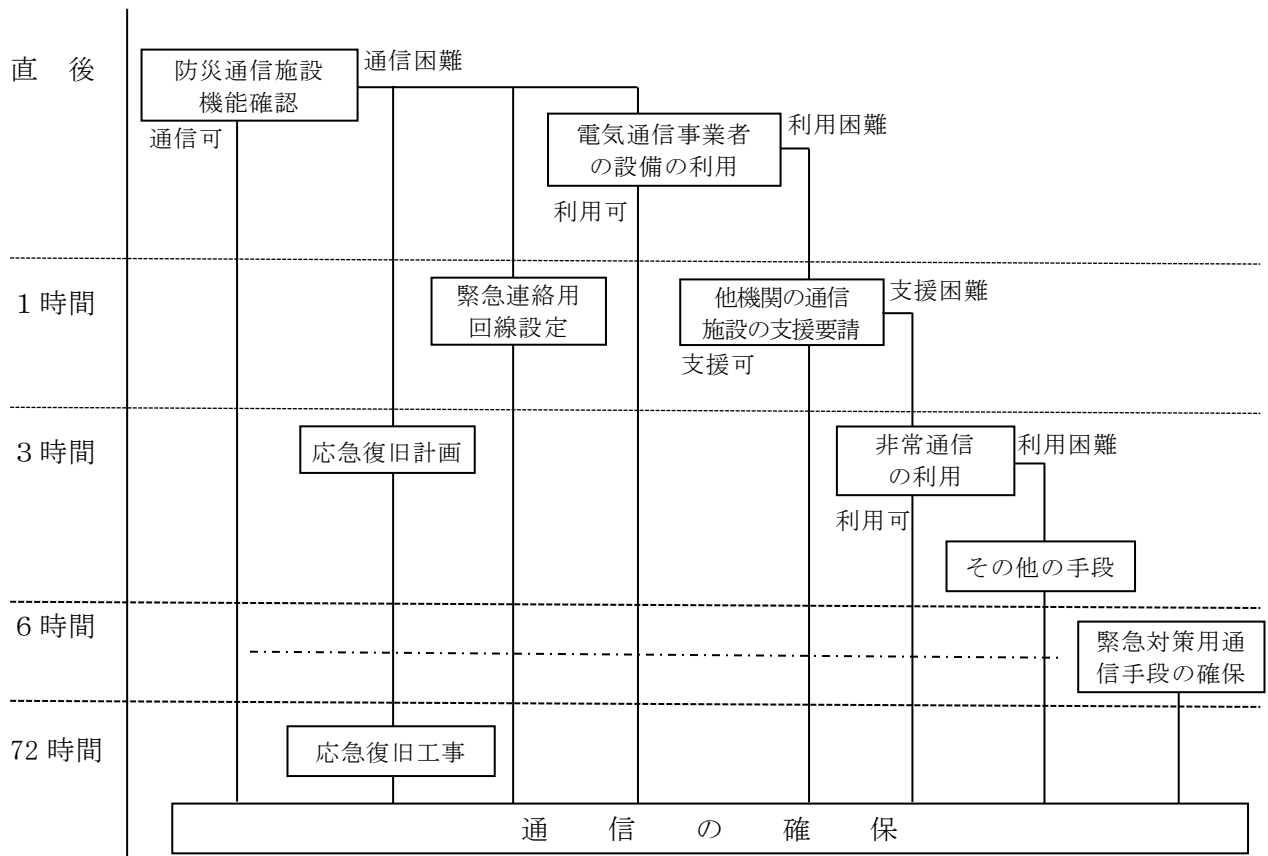 直 後
防災通信施設
機能確認
通信困難
通信可
電気通信事業者
の設備の利用
利用困難
利用可
1時間
緊急連絡用
回線設定
他機関の通信
施設の支援要請
支援困難
支援可
3時間
応急復旧計画
非常通信
の利用
利用困難
利用可
その他の手段
6時間
緊急対策用通
信手段の確保
72時間
応急復旧工事
通 信 の 確 保